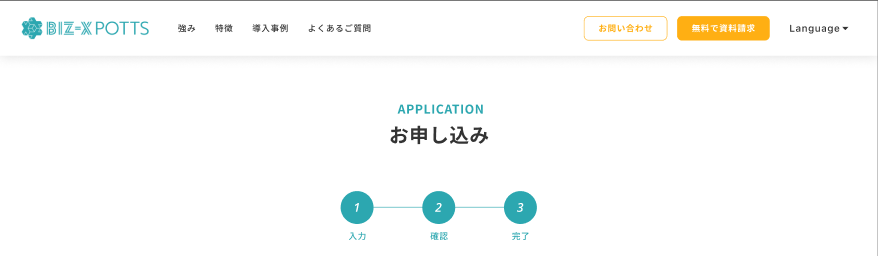 BIZ=X POTTS 強み 特徴 導入事例 よくあるご質問 お問い合わせ 無料で資料請求 Language
APPLICATION
お申し込み
1 2 3
入力 確認 完了